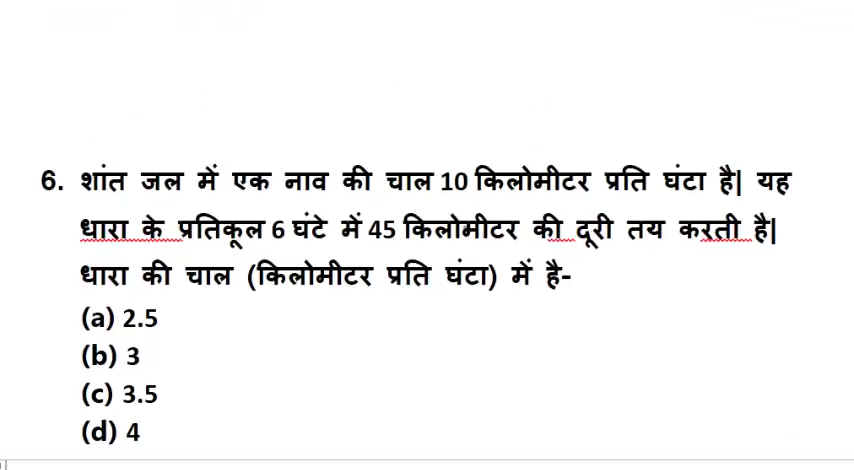 6. शांत जल में एक नाव की चाल 10 किलोमीटर प्रति घंटा है| यह
धारा के प्रतिकूल 6 घंटे में 45 किलोमीटर की दूरी तय करती है|
धारा की चाल (किलोमीटर प्रति घंटा) में है-
(a) 2.5
(b) 3
(c) 3.5
(d) 4